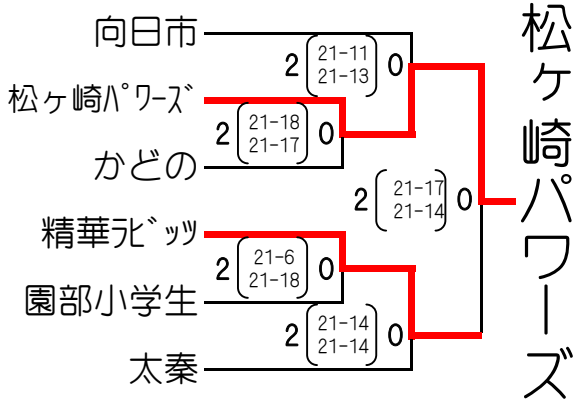 向日市
2 21-11 0
21-13
松ヶ崎ﾊﾟﾜｰｽﾞ
2 21-18 0
21-17
かどの
2 21-17 0
21-14
精華ﾗﾋﾞｯﾂ
2 21-6 0
21-18
園部小学生
2 21-14 0
21-14
太秦
松ヶ崎パワーズ